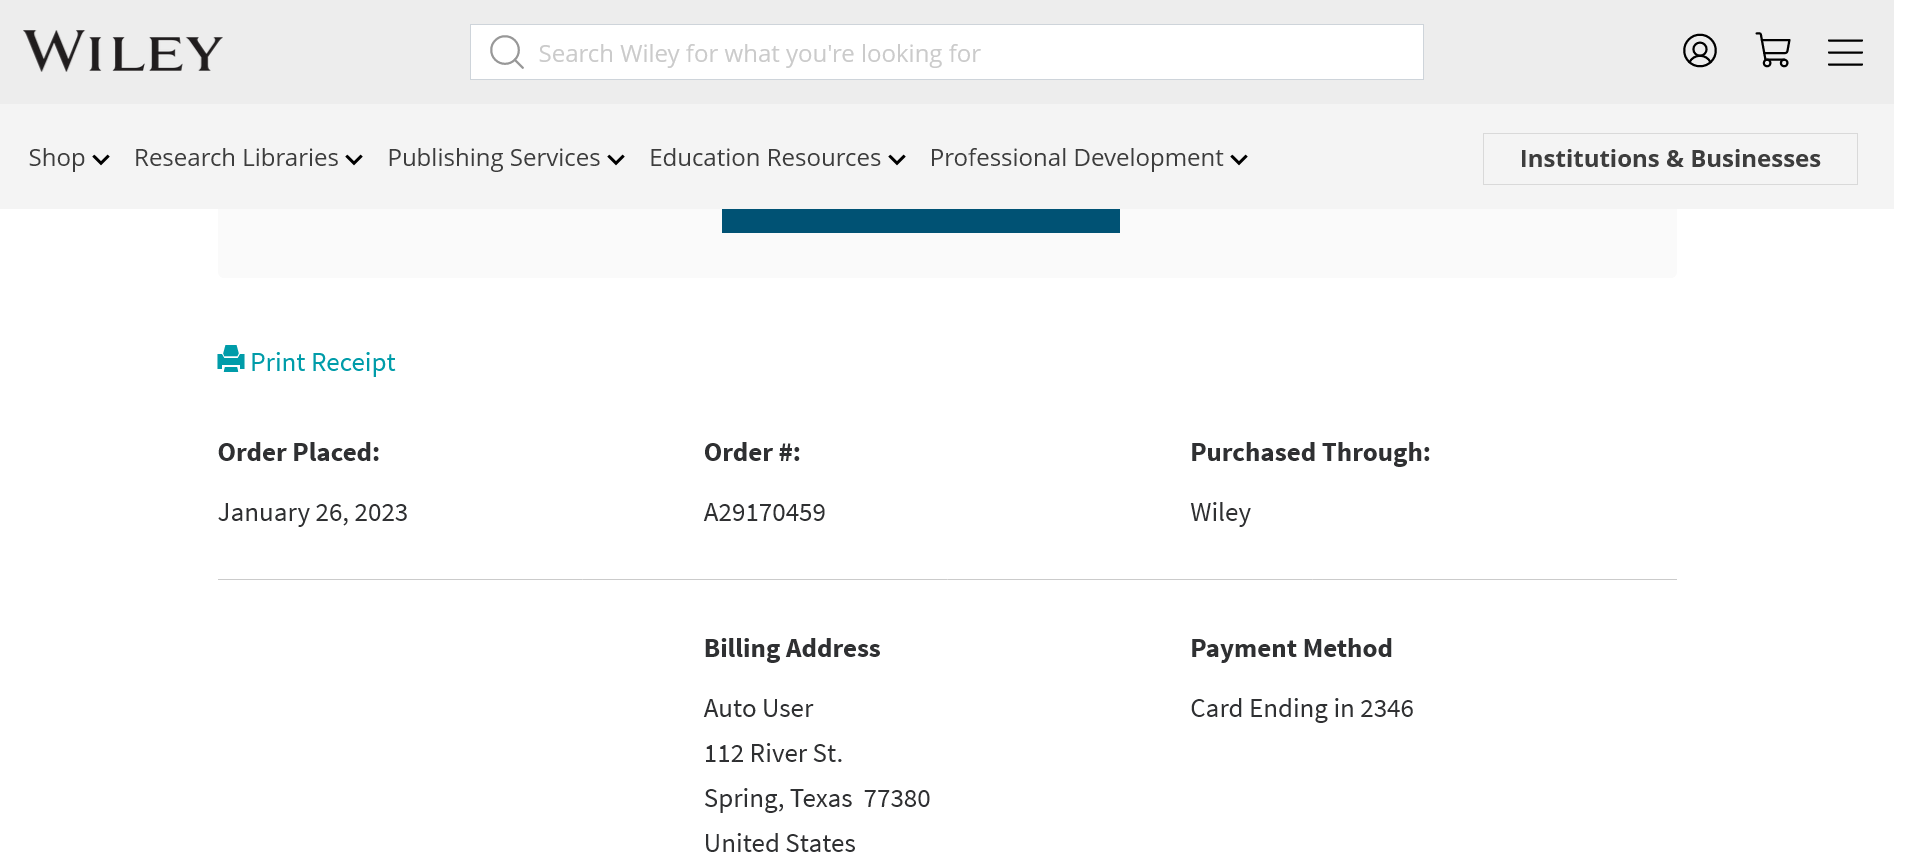 WILEY
Search Wiley for what you're looking for
Shop Research Libraries Publishing Services Education Resources Professional Development Institutions & Businesses
Print Receipt
Order Placed: Order #: Purchased Through:
January 26, 2023 A29170459 Wiley
Billing Address Payment Method
Auto User Card Ending in 2346
112 River St.
Spring, Texas 77380
United States